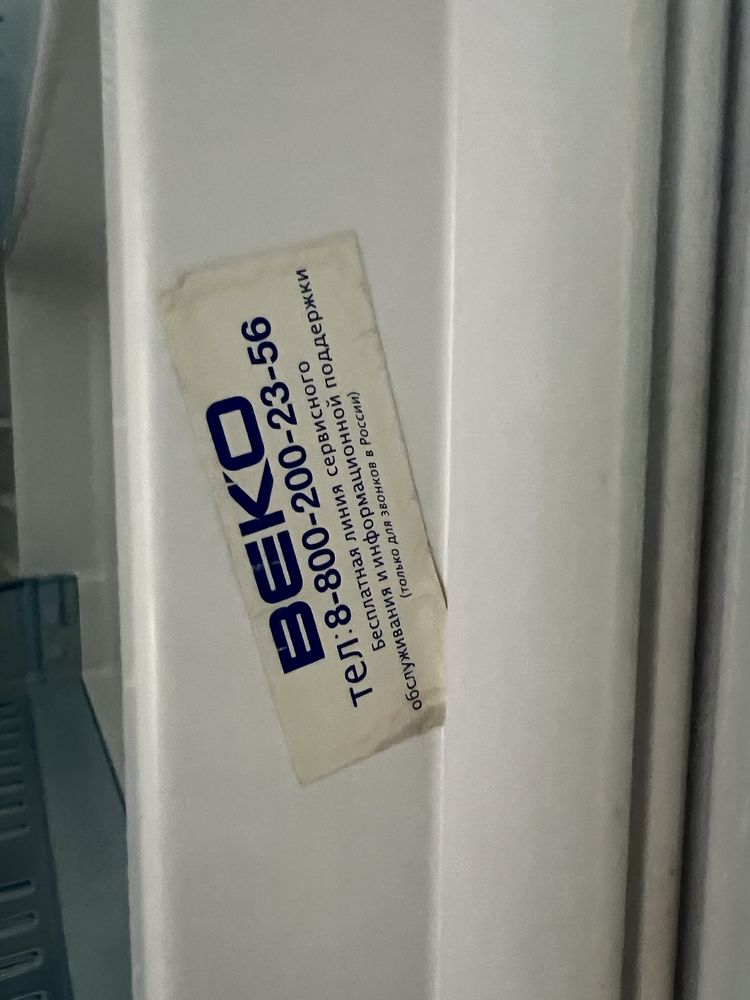 BEKO
тел:8-800-200-23-56
Бесплатная линия сервисного
обслуживания и информационной поддержки
(только для звонков в России)